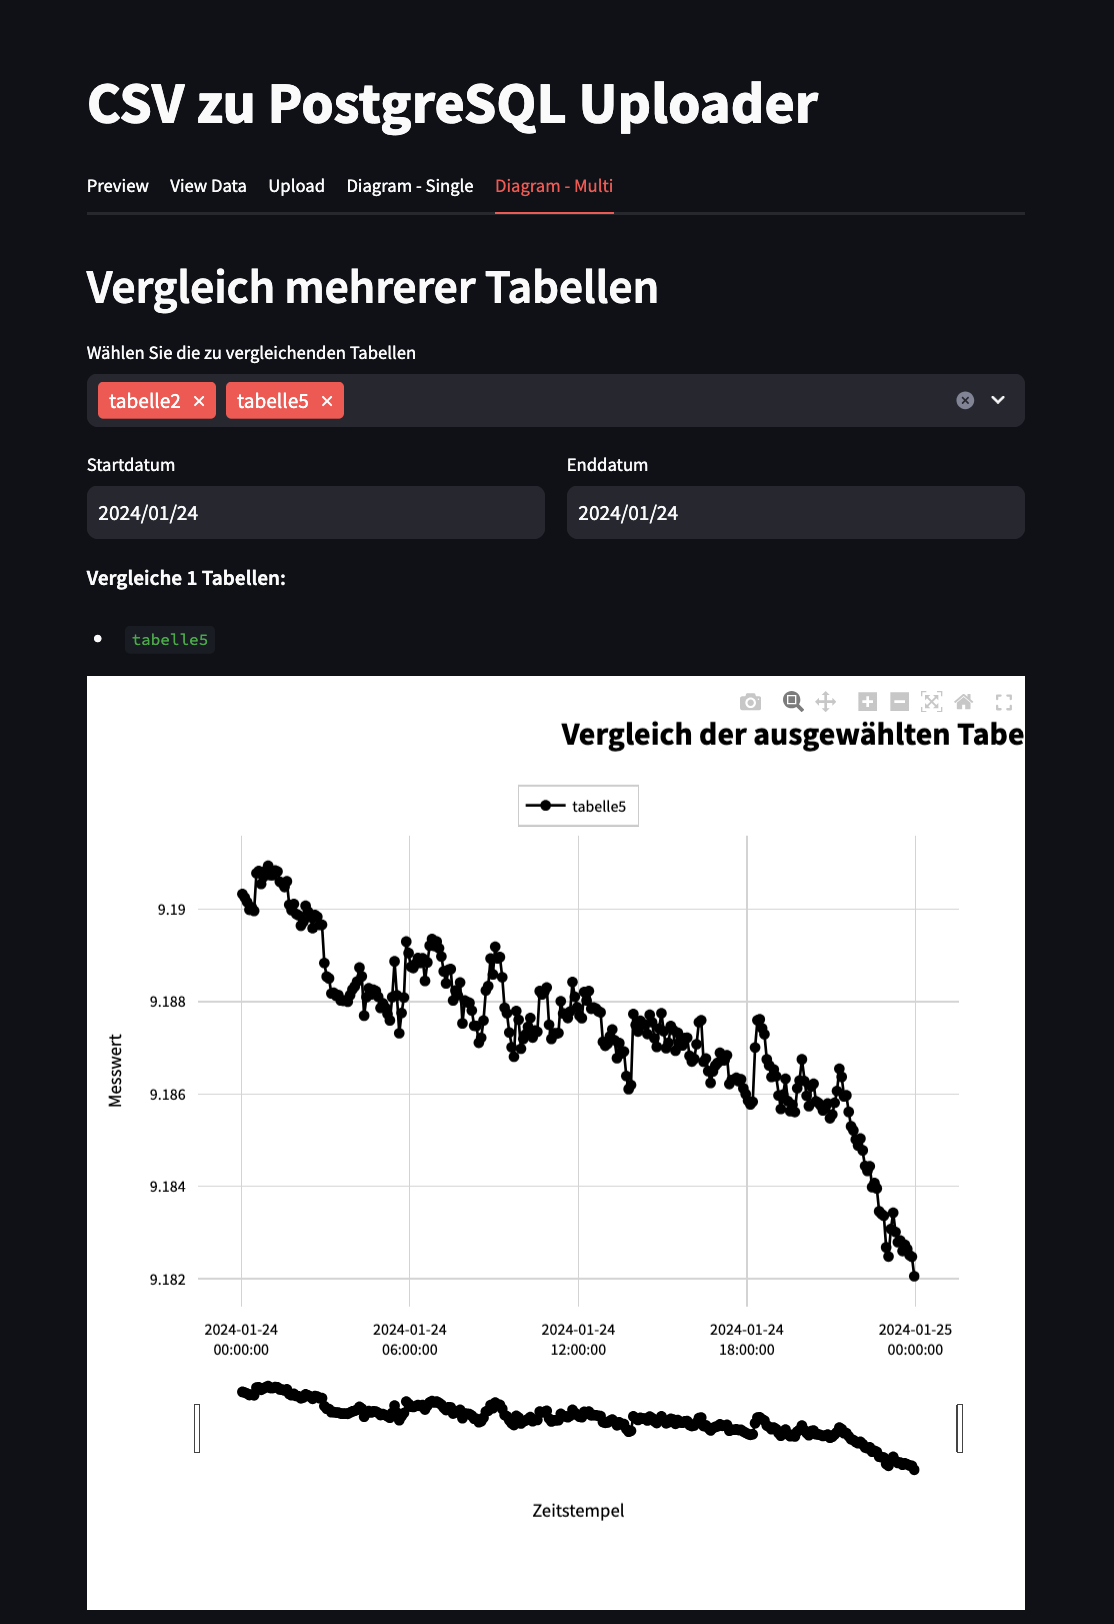 CSV zu PostgreSQL Uploader
Preview View Data Upload Diagram - Single Diagram - Multi
Vergleich mehrerer Tabellen
Wählen Sie die zu vergleichenden Tabellen
tabelle2 tabelle5
Startdatum Enddatum
2024/01/24 2024/01/24
Vergleiche 1 Tabellen:
tabelle5
Vergleich der ausgewählten Tabe
tabelle5
9.19
9.188
9.186
9.184
9.182
Messwert
2024-01-24 2024-01-24 2024-01-24 2024-01-24 2024-01-25
00:00:00 06:00:00 12:00:00 18:00:00 00:00:00
Zeitstempel